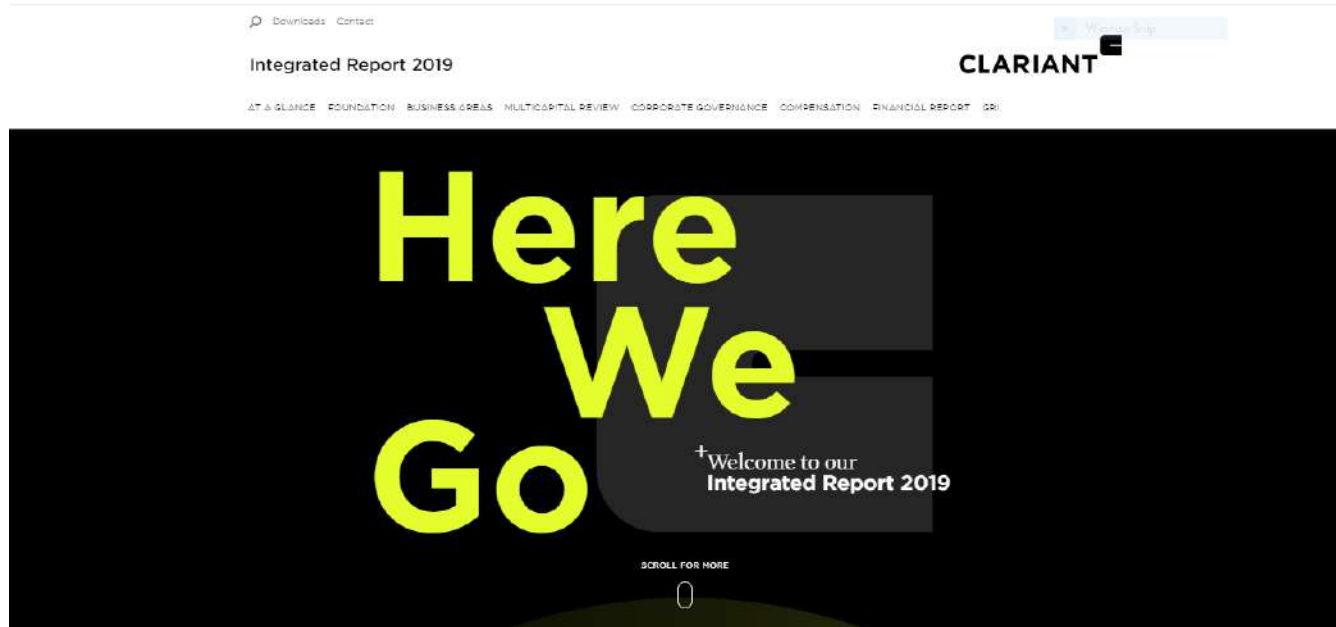 Downloads Contact
Integrated Report 2019
CLARIANT
AT A GLANCE FOUNDATION BUSINESS AREAS MULTICAPITAL REVIEW CORPORATE GOVERNANCE COMPENSATION FINANCIAL REPORT GRI
Here
We
Go
+Welcome to our
Integrated Report 2019
SCROLL FOR MORE